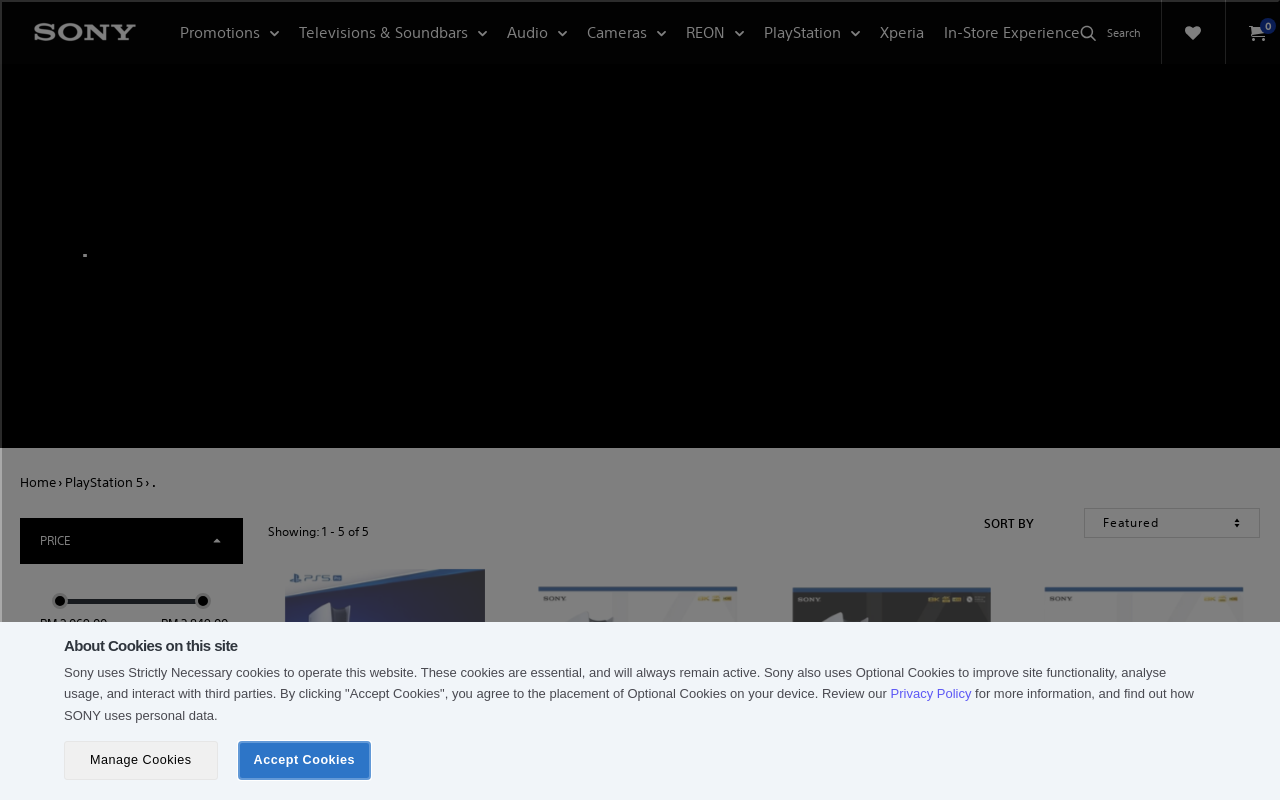 SONY
Promotions
Televisions & Soundbars
Audio
Cameras
REON
PlayStation
Xperia
In-Store Experience
Search
0
Home › PlayStation 5 › .
PRICE
Showing: 1 - 5 of 5
SORT BY
Featured
PS5 Pro
SONY
SONY
SONY
About Cookies on this site
Sony uses Strictly Necessary cookies to operate this website. These cookies are essential, and will always remain active. Sony also uses Optional Cookies to improve site functionality, analyse
usage, and interact with third parties. By clicking "Accept Cookies", you agree to the placement of Optional Cookies on your device. Review our Privacy Policy for more information, and find out how
SONY uses personal data.
Manage Cookies
Accept Cookies